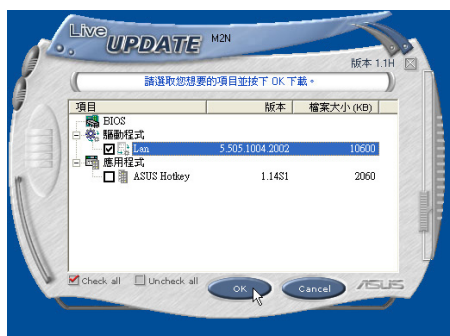 Live
UPDATE M2N
版本 1.1H
請選取您想要的項目並按下 OK 下載。
項目 版本 檔案大小 (KB)
BIOS
驅動程式
Lan 5.505.1004.2002 10600
應用程式
ASUS Hotkey 1.14S1 2060
Check all Uncheck all OK Cancel ASUS